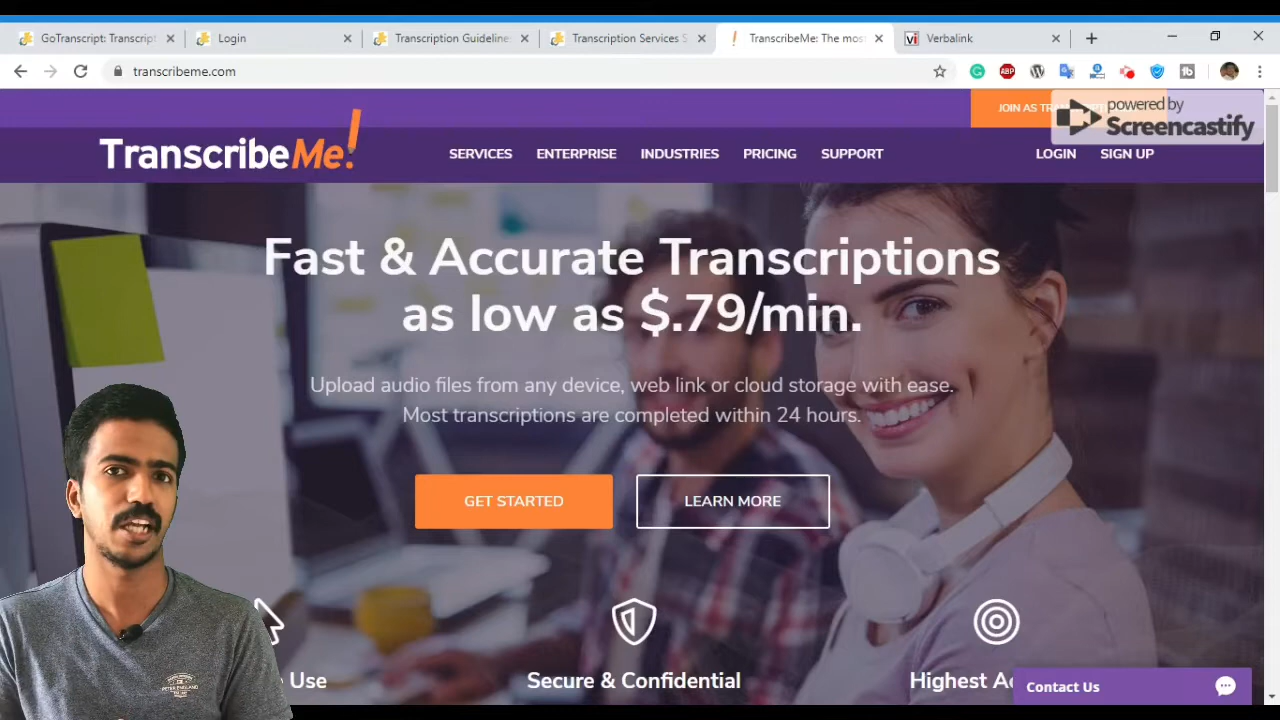 GoTranscript: Transcript
Login
Transcription Guideline
Transcription Services S
TranscribeMe: The mos
Verbalink
transcribeme.com
ABP
JOIN AS
powered by
Screencastify
TranscribeMe!
SERVICES
ENTERPRISE
INDUSTRIES
PRICING
SUPPORT
LOGIN
SIGN UP
Fast & Accurate Transcriptions
as low as $.79/min.
Upload audio files from any device, web link or cloud storage with ease.
Most transcriptions are completed within 24 hours.
GET STARTED
LEARN MORE
Use
Secure & Confidential
Highest
Contact Us
PETER ENGLAND